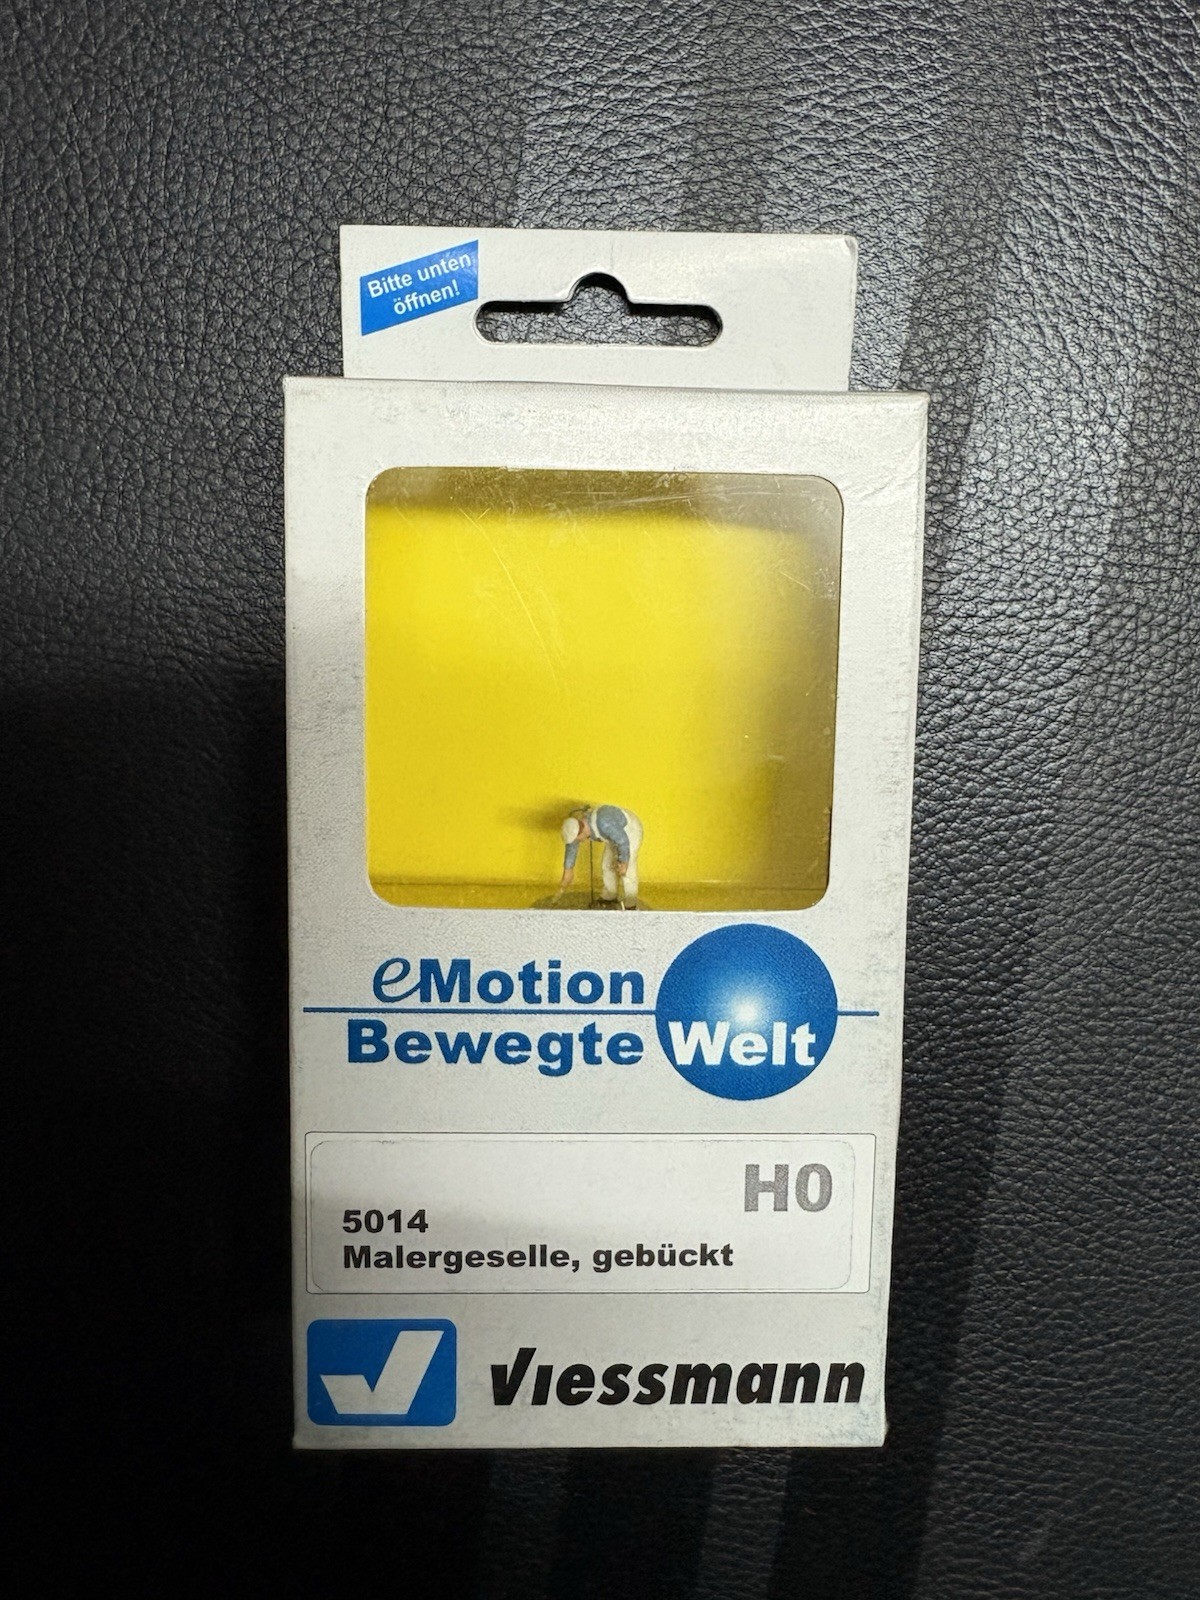 Bitte unten
öffnen!
eMotion
Bewegte Welt
H0
5014
Malergeselle, gebückt
Viessmann